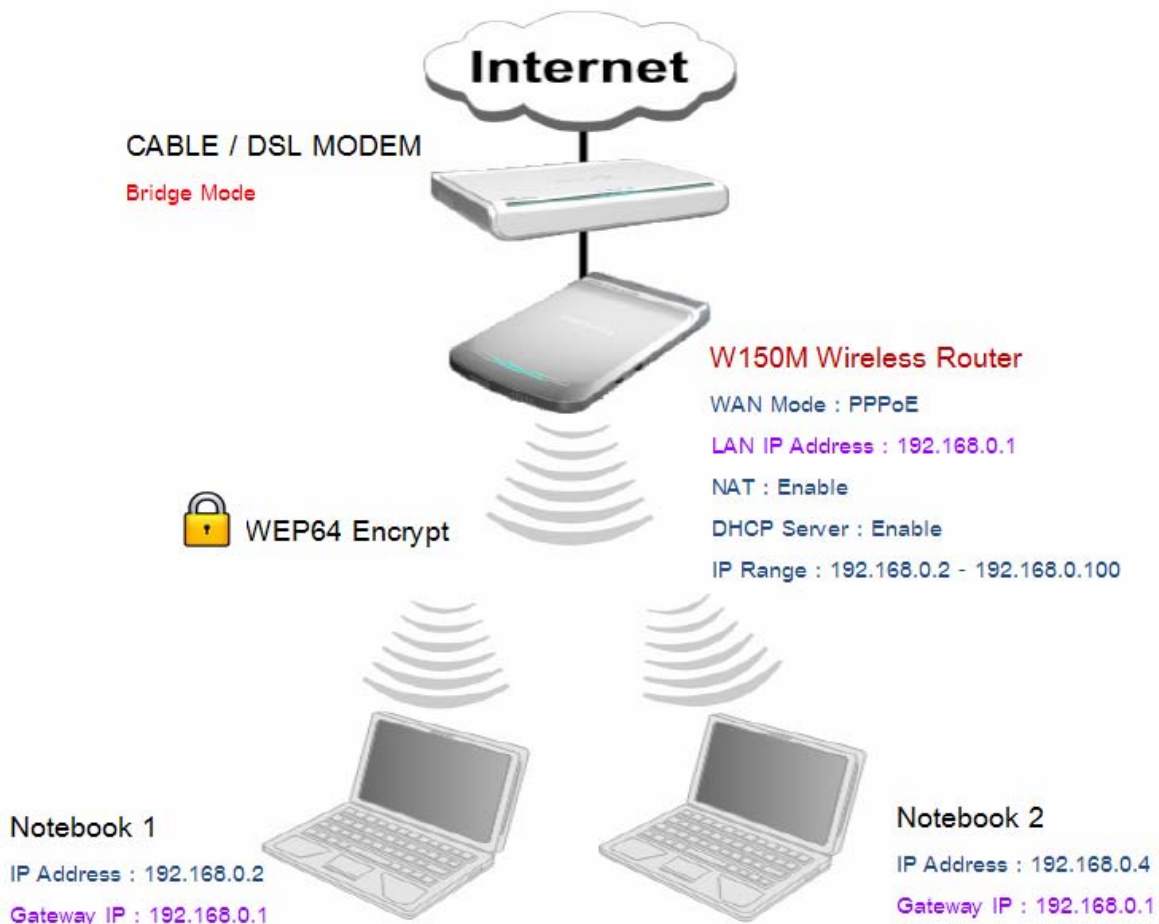 Internet
CABLE / DSL MODEM
Bridge Mode
W150M Wireless Router
WAN Mode : PPPoE
LAN IP Address : 192.168.0.1
NAT : Enable
DHCP Server : Enable
IP Range : 192.168.0.2 - 192.168.0.100
WEP64 Encrypt
Notebook 1
IP Address : 192.168.0.2
Gateway IP : 192.168.0.1
Notebook 2
IP Address : 192.168.0.4
Gateway IP : 192.168.0.1